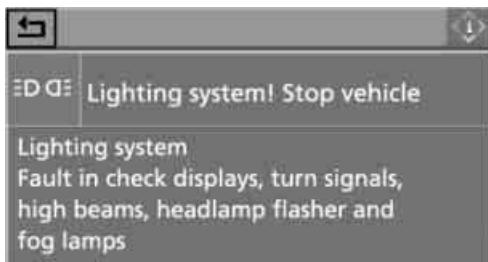 Lighting system! Stop vehicle
Lighting system
Fault in check displays, turn signals,
high beams, headlamp flasher and
fog lamps